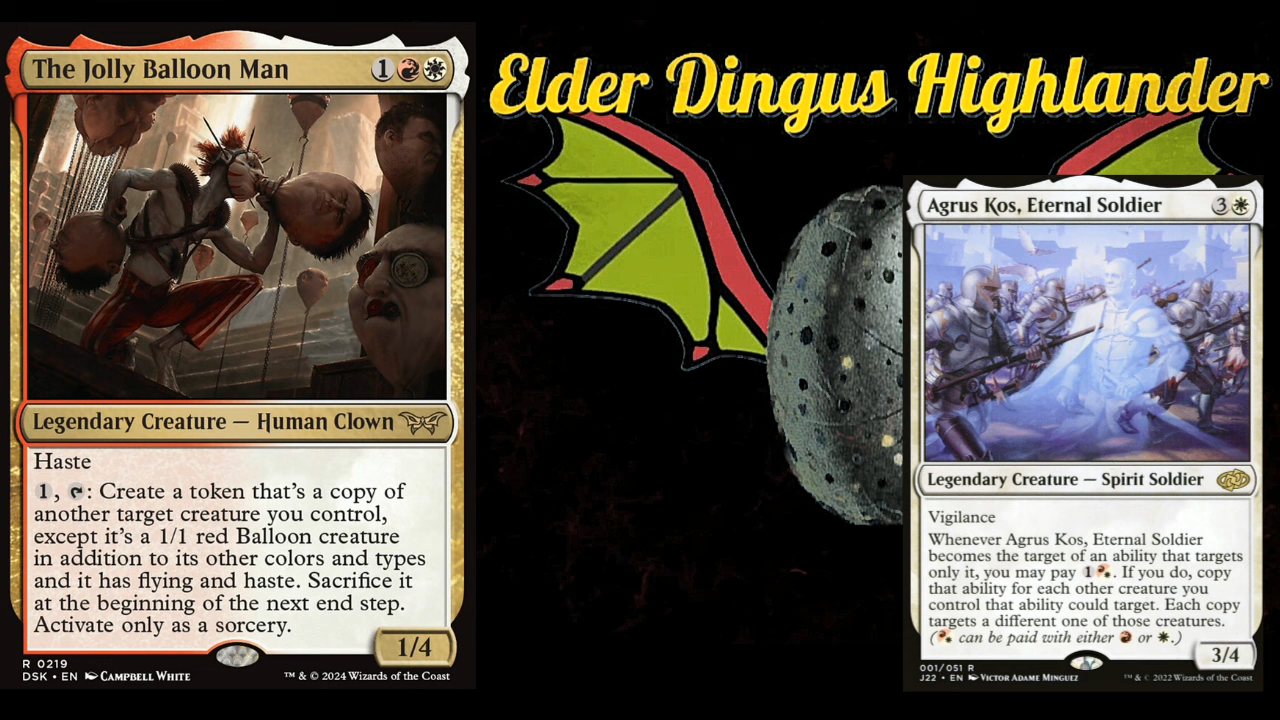 Elder Dingus Highlander
The Jolly Balloon Man 1
Legendary Creature — Human Clown
Haste
1, : Create a token that's a copy of
another target creature you control,
except it's a 1/1 red Balloon creature
in addition to its other colors and types
and it has flying and haste. Sacrifice it
at the beginning of the next end step.
Activate only as a sorcery.
1/4
R 0219
DSK • EN CAMPBELL WHITE
™ & © 2024 Wizards of the Coast
Agrus Kos, Eternal Soldier 3
Legendary Creature — Spirit Soldier
Vigilance
Whenever Agrus Kos, Eternal Soldier
becomes the target of an ability that targets
only it, you may pay 1 . If you do, copy
that ability for each other creature you
control that ability could target. Each copy
targets a different one of those creatures.
( can be paid with either or .)
3/4
001/051 R
J22 • EN VICTOR ADAME MINGUEZ
™ & © 2022 Wizards of the Coast